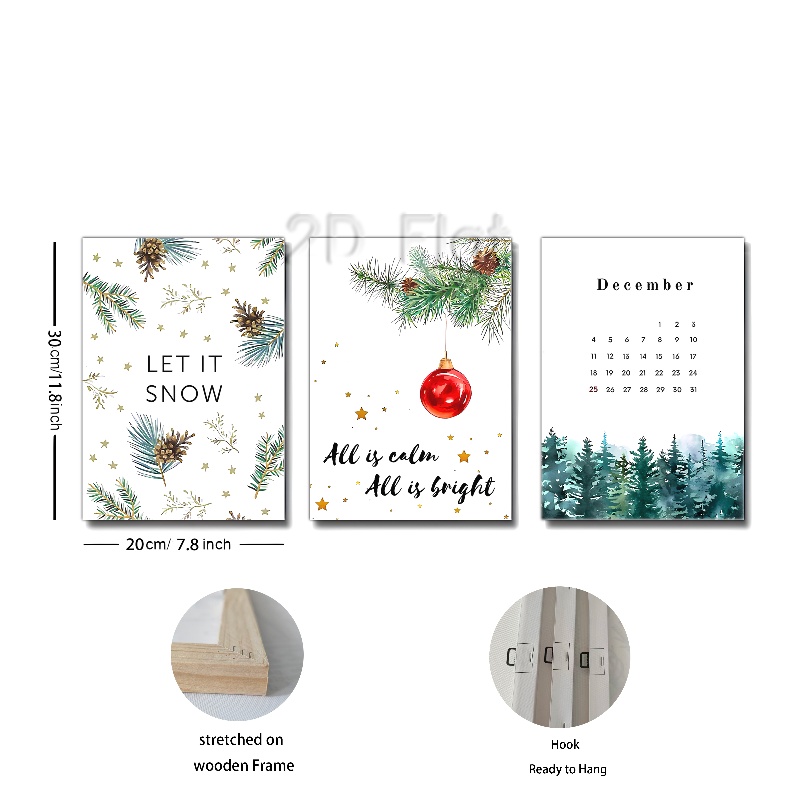 2D Flat
30cm/11.8inch
LET IT
SNOW
All is calm
All is bright
December
1 2 3
4 5 6 7 8 9 10
11 12 13 14 15 16 17
18 19 20 21 22 23 24
25 26 27 28 29 30 31
20cm/ 7.8 inch
stretched on
wooden Frame
Hook
Ready to Hang